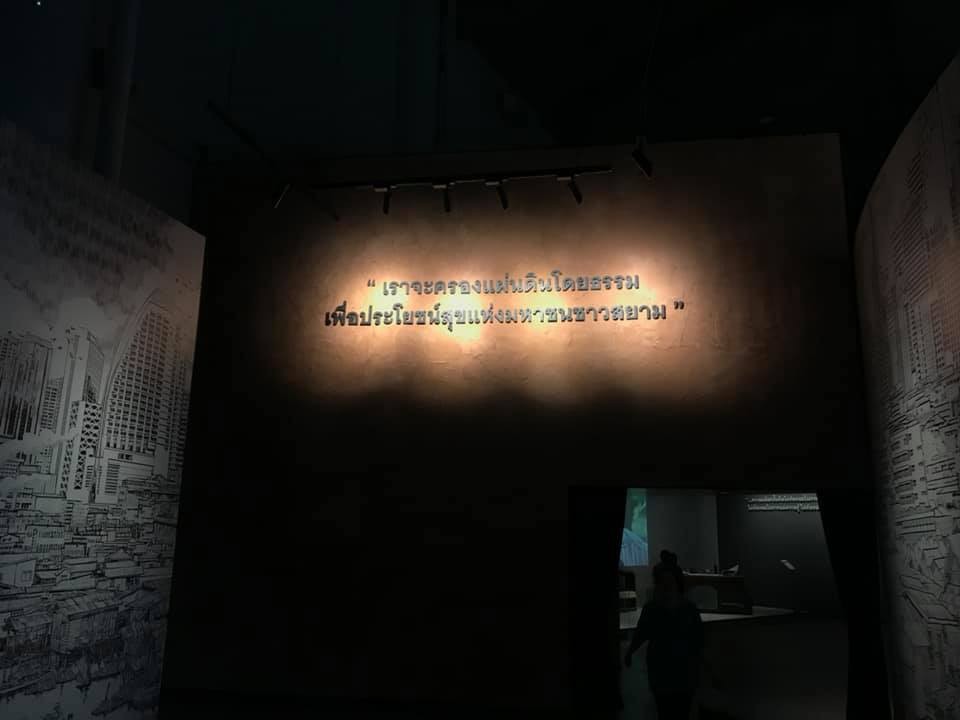 “ เราจะครองแผ่นดินโดยธรรม
เพื่อประโยชน์สุขแห่งมหาชนชาวสยาม ”